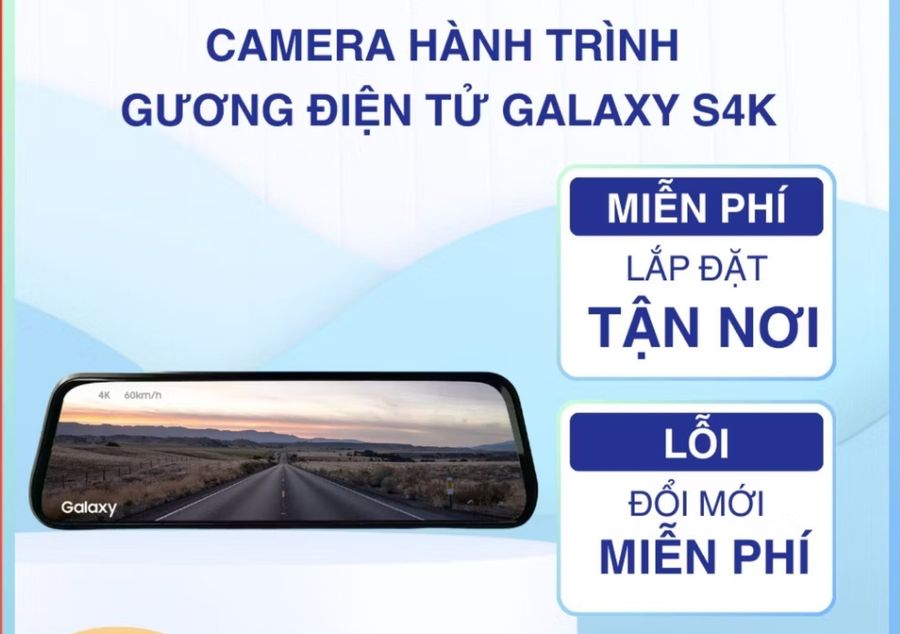 CAMERA HÀNH TRÌNH
GƯƠNG ĐIỆN TỬ GALAXY S4K
MIỄN PHÍ
LẮP ĐẶT
TẬN NƠI
4K 60km/h
Galaxy
LỖI
ĐỔI MỚI
MIỄN PHÍ